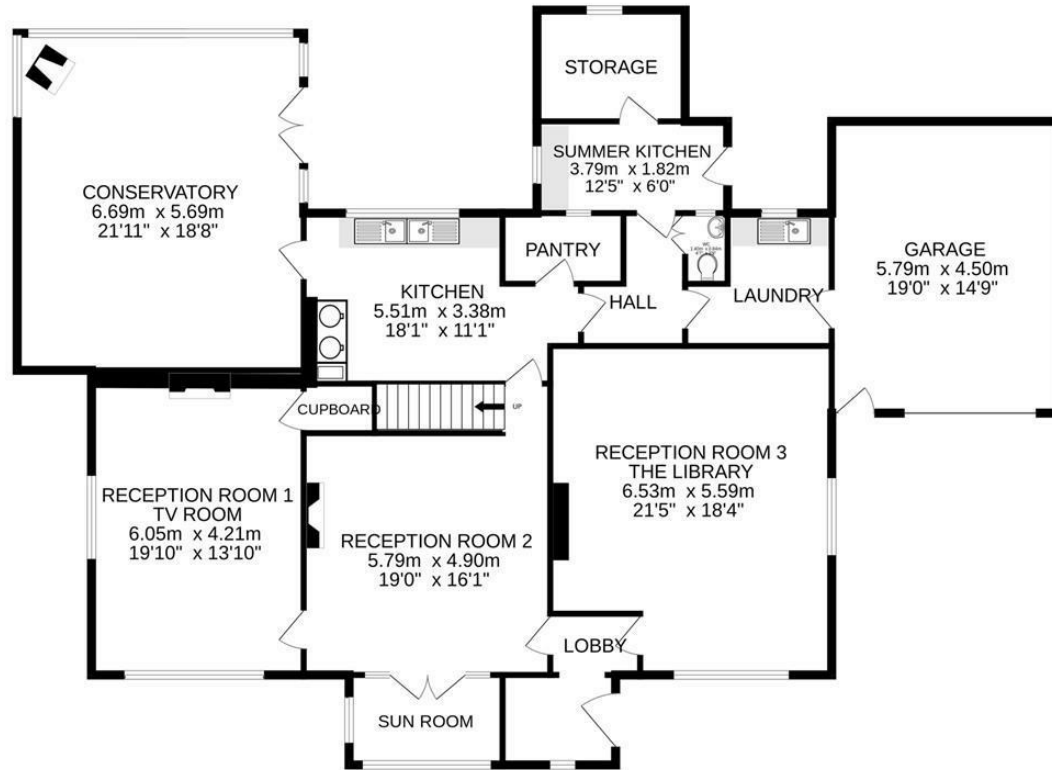 STORAGE
SUMMER KITCHEN
3.79m x 1.82m
12'5" x 6'0"
CONSERVATORY
6.69m x 5.69m
21'11" x 18'8"
WC
PANTRY
GARAGE
5.79m x 4.50m
19'0" x 14'9"
KITCHEN
5.51m x 3.38m
18'1" x 11'1"
HALL
LAUNDRY
CUPBOARD
UP
RECEPTION ROOM 3
THE LIBRARY
6.53m x 5.59m
21'5" x 18'4"
RECEPTION ROOM 1
TV ROOM
6.05m x 4.21m
19'10" x 13'10"
RECEPTION ROOM 2
5.79m x 4.90m
19'0" x 16'1"
LOBBY
SUN ROOM